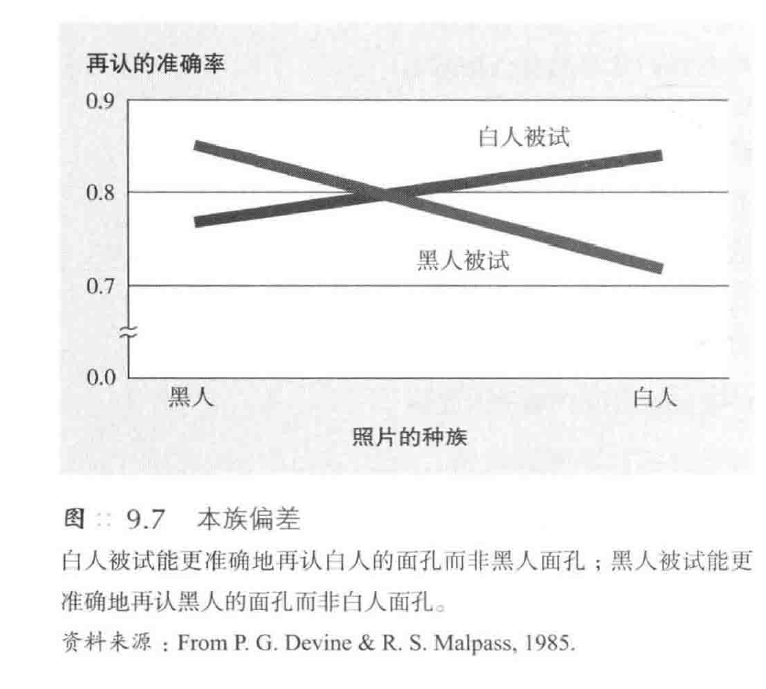 再认的准确率
0.9
白人被试
0.8
黑人被试
0.7
0.0
黑人
白人
照片的种族
图 :: 9.7 本族偏差
白人被试能更准确地再认白人的面孔而非黑人面孔；黑人被试能更
准确地再认黑人的面孔而非白人面孔。
资料来源：From P. G. Devine & R. S. Malpass, 1985.